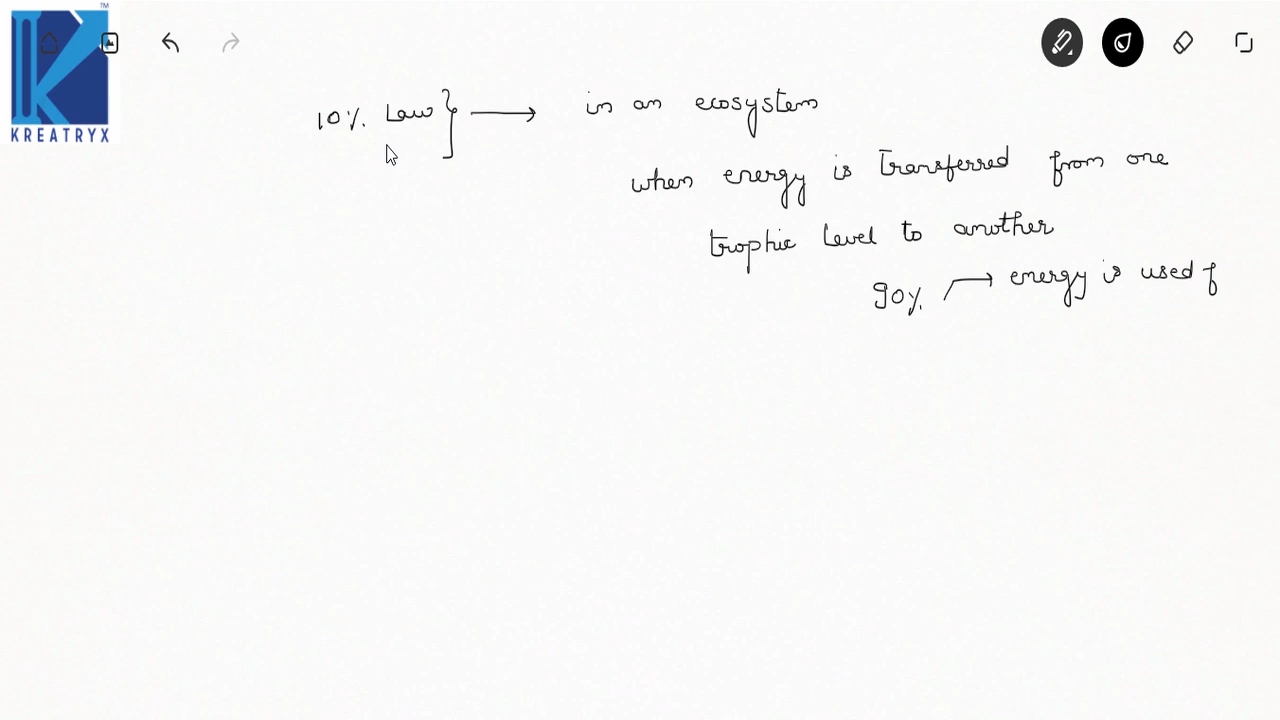 TM
KREATRYX
10% Law } → in an ecosystem
when energy is transferred from one
trophic level to another
90% → energy is used f